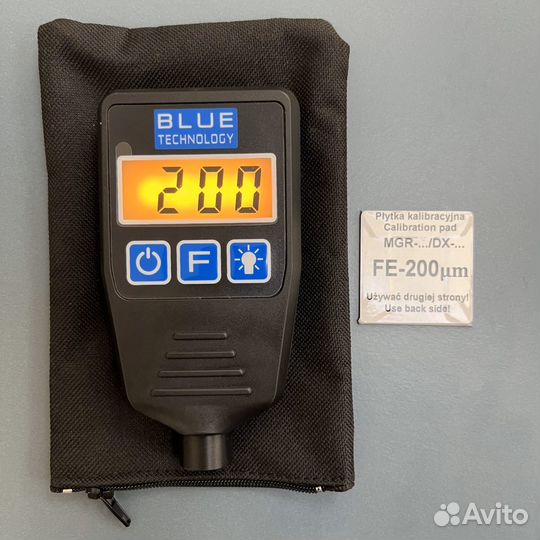 BLUE
TECHNOLOGY
200
F
Płytka kalibracyjna
Calibration pad
MGR-.../DX-...
FE-200µm
Używać drugiej strony!
Use back side!
Avito